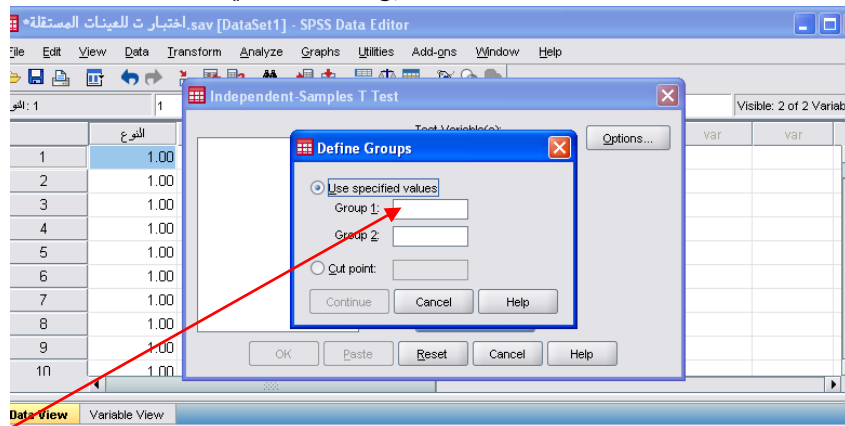 *اختبار ت للعينات المستقلة.sav [DataSet1] - SPSS Data Editor
File Edit View Data Transform Analyze Graphs Utilities Add-ons Window Help
1 : النو 1 Visible: 2 of 2 Variab
النوع var var
1 1.00
2 1.00
3 1.00
4 1.00
5 1.00
6 1.00
7 1.00
8 1.00
9 1.00
10 1.00
Independent-Samples T Test
Test Variable(s):
Options...
Define Groups
Use specified values
Group 1:
Group 2:
Cut point:
Continue Cancel Help
OK Paste Reset Cancel Help
Data View Variable View